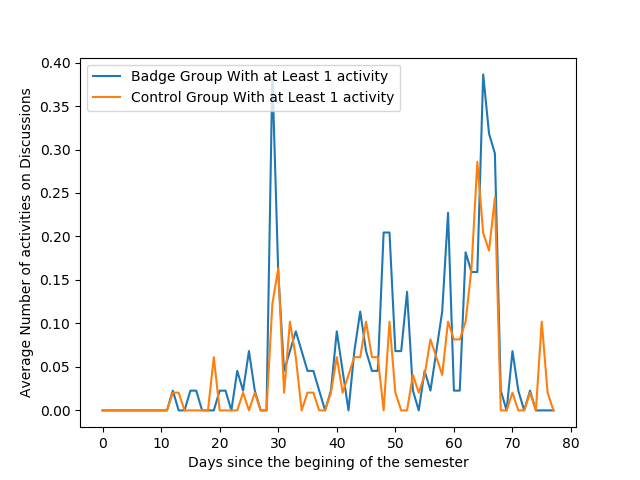 Badge Group With at Least 1 activity
Control Group With at Least 1 activity
Average Number of activities on Discussions
0.40
0.35
0.30
0.25
0.20
0.15
0.10
0.05
0.00
0 10 20 30 40 50 60 70 80
Days since the begining of the semester